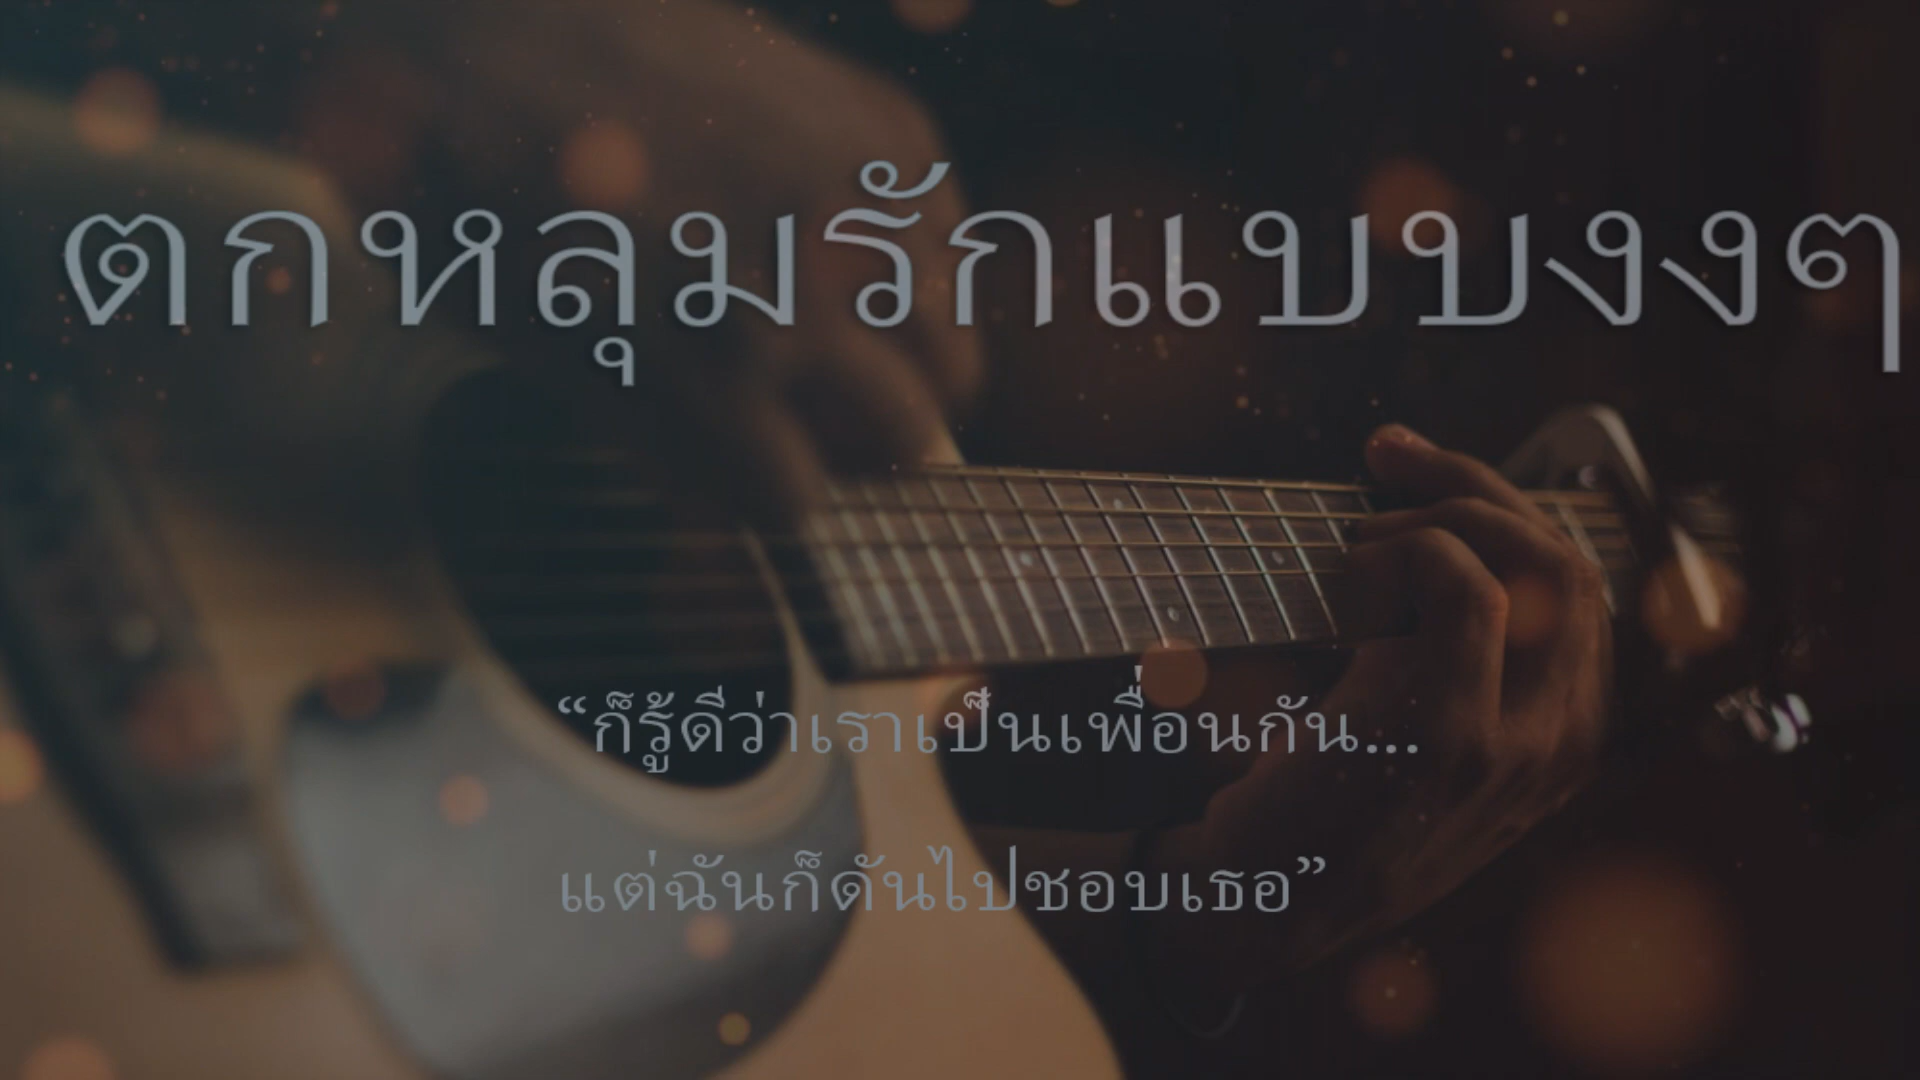 ตกหลุมรักแบบงงๆ
“ก็รู้ดีว่าเราเป็นเพื่อนกัน...
แต่ฉันก็ดันไปชอบเธอ”